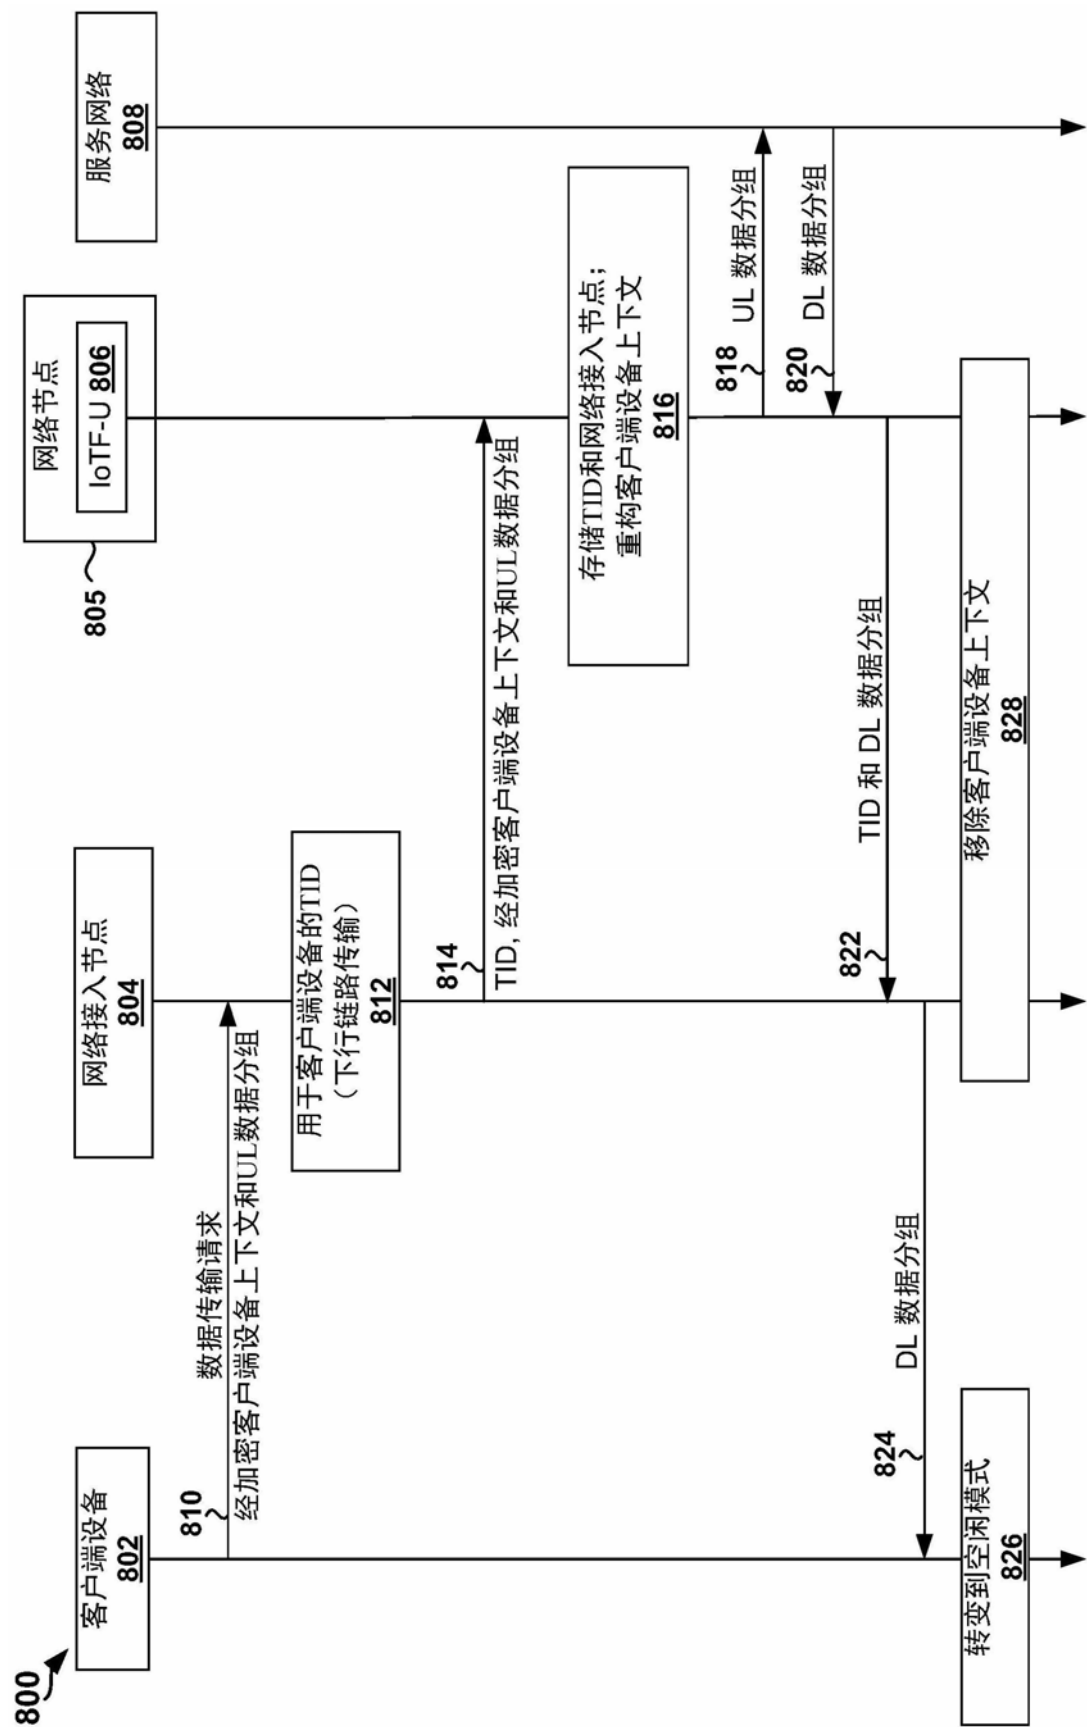 800
客户端设备
802
网络接入节点
804
网络节点
IoTF-U 806
805
服务网络
808
数据传输请求
810
经加密客户端设备上下文和UL数据分组
用于客户端设备的TID
（下行链路传输）
812
814
TID, 经加密客户端设备上下文和UL数据分组
存储TID和网络接入节点；
重构客户端设备上下文
816
818
UL 数据分组
820
DL 数据分组
822
TID 和 DL 数据分组
824
DL 数据分组
转变到空闲模式
826
移除客户端设备上下文
828